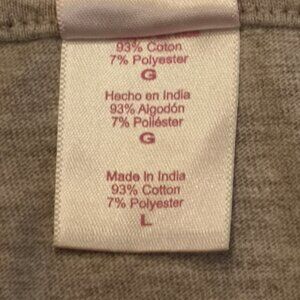 93% Coton
7% Polyester
G
Hecho en India
93% Algodón
7% Poliéster
G
Made in India
93% Cotton
7% Polyester
L